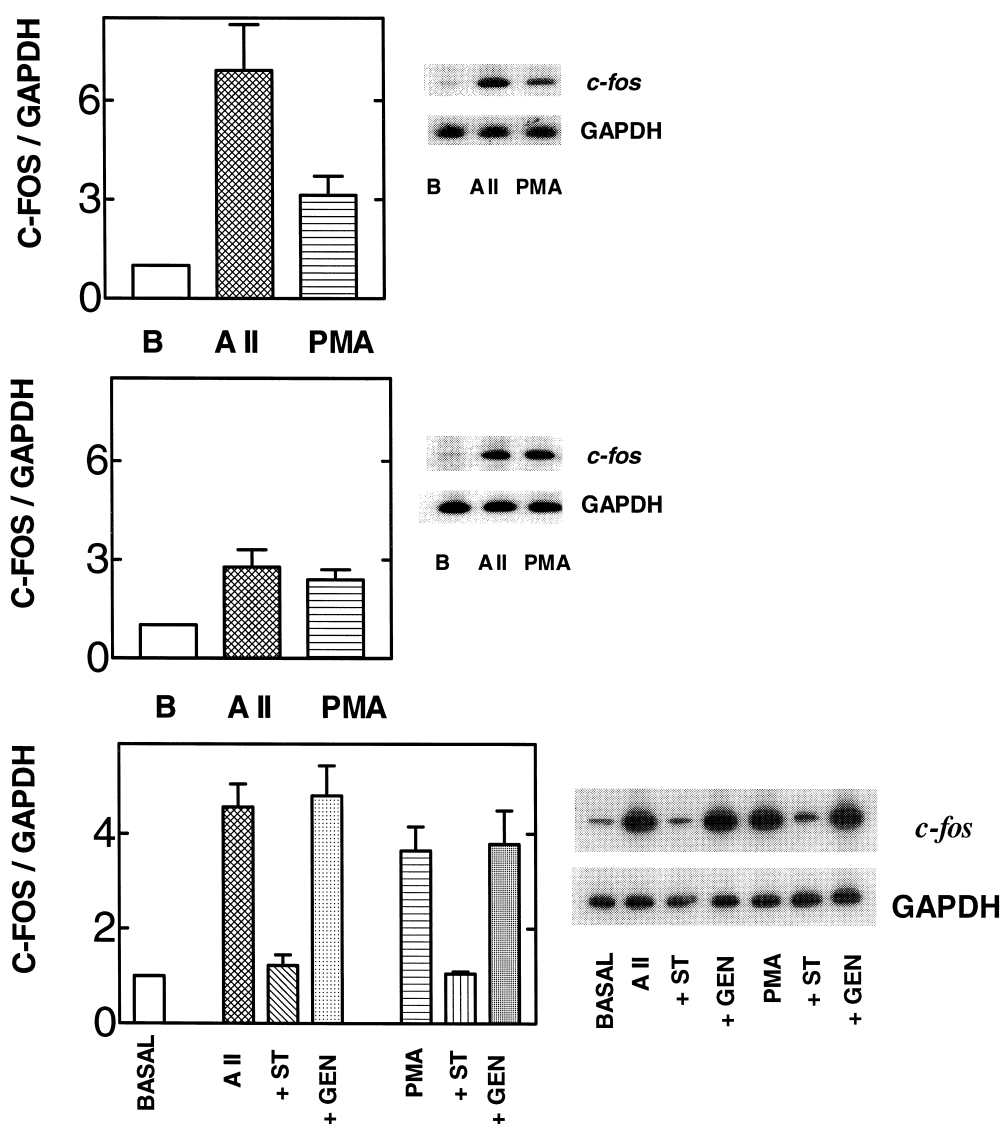 C-FOS / GAPDH
6
3
0
B A II PMA
c-fos
GAPDH
B A II PMA
C-FOS / GAPDH
6
3
0
B A II PMA
c-fos
GAPDH
B A II PMA
C-FOS / GAPDH
4
2
0
BASAL A II + ST + GEN PMA + ST + GEN
c-fos
GAPDH
BASAL A II + ST + GEN PMA + ST + GEN